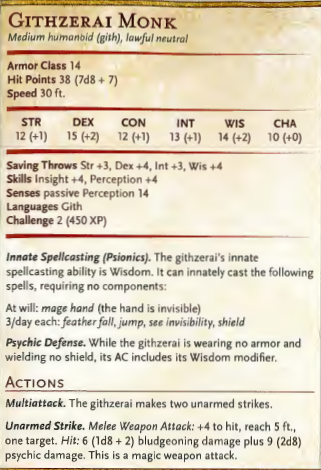 GITHZERAI MONK
Medium humanoid (gith), lawful neutral
Armor Class 14
Hit Points 38 (7d8 + 7)
Speed 30 ft.
STR DEX CON INT WIS CHA
12 (+1) 15 (+2) 12 (+1) 13 (+1) 14 (+2) 10 (+0)
Saving Throws Str +3, Dex +4, Int +3, Wis +4
Skills Insight +4, Perception +4
Senses passive Perception 14
Languages Gith
Challenge 2 (450 XP)
Innate Spellcasting (Psionics). The githzerai's innate
spellcasting ability is Wisdom. It can innately cast the following
spells, requiring no components:
At will: mage hand (the hand is invisible)
3/day each: feather fall, jump, see invisibility, shield
Psychic Defense. While the githzerai is wearing no armor and
wielding no shield, its AC includes its Wisdom modifier.
ACTIONS
Multiattack. The githzerai makes two unarmed strikes.
Unarmed Strike. Melee Weapon Attack: +4 to hit, reach 5 ft.,
one target. Hit: 6 (1d8 + 2) bludgeoning damage plus 9 (2d8)
psychic damage. This is a magic weapon attack.